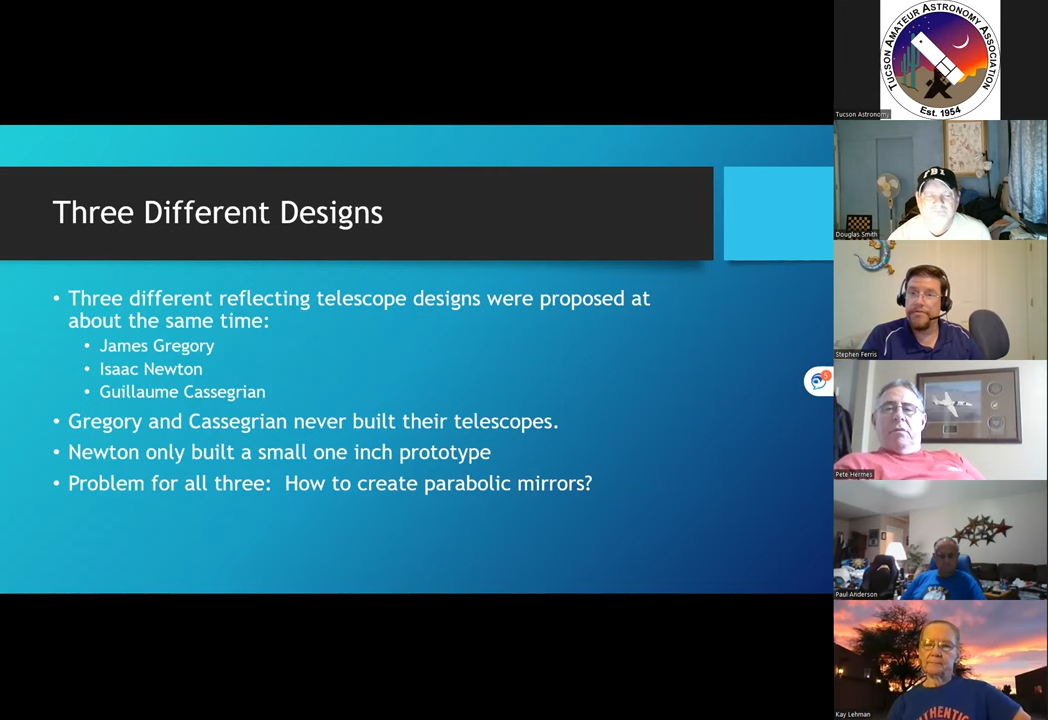 Three Different Designs
• Three different reflecting telescope designs were proposed at
about the same time:
• James Gregory
• Isaac Newton
• Guillaume Cassegrian
• Gregory and Cassegrian never built their telescopes.
• Newton only built a small one inch prototype
• Problem for all three:  How to create parabolic mirrors?
TUCSON AMATEUR ASTRONOMY ASSOCIATION
Est. 1954
Tucson Astronomy
FBI
Douglas Smith
Stephen Ferris
Pete Hermes
Paul Anderson
AUTHENTIC
Kay Lehman